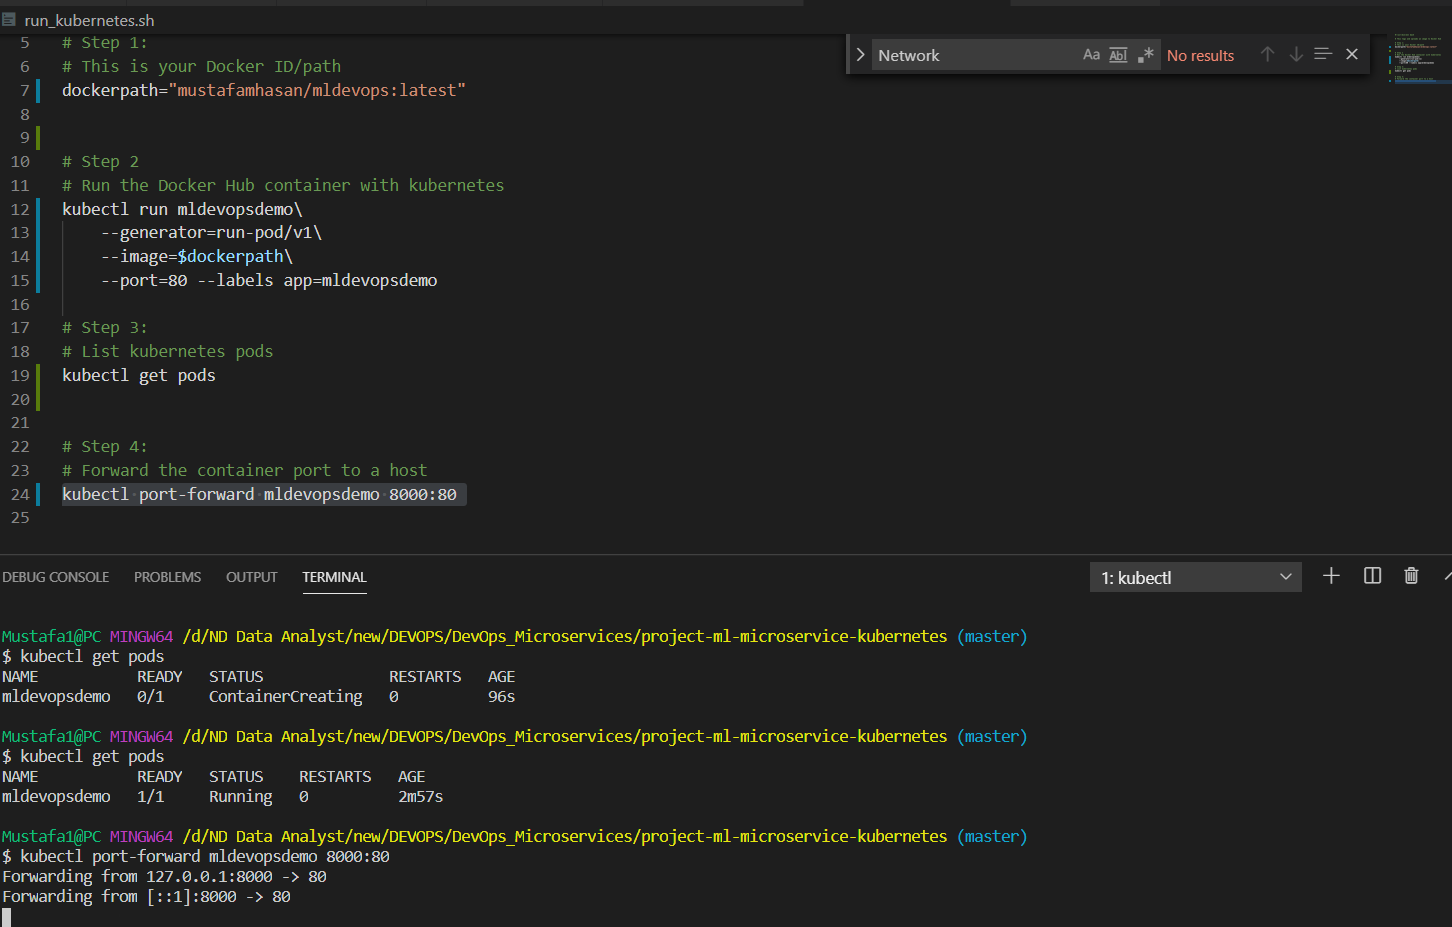 run_kubernetes.sh
5 # Step 1:
6 # This is your Docker ID/path
7 dockerpath="mustafamhasan/mldevops:latest"
8
9
10 # Step 2
11 # Run the Docker Hub container with kubernetes
12 kubectl run mldevopsdemo\
13 --generator=run-pod/v1\
14 --image=$dockerpath\
15 --port=80 --labels app=mldevopsdemo
16
17 # Step 3:
18 # List kubernetes pods
19 kubectl get pods
20
21
22 # Step 4:
23 # Forward the container port to a host
24 kubectl port-forward mldevopsdemo 8000:80
25
Network Aa Abl .* No results
DEBUG CONSOLE PROBLEMS OUTPUT TERMINAL 1: kubectl
Mustafa1@PC MINGW64 /d/ND Data Analyst/new/DEVOPS/DevOps_Microservices/project-ml-microservice-kubernetes (master)
$ kubectl get pods
NAME READY STATUS RESTARTS AGE
mldevopsdemo 0/1 ContainerCreating 0 96s
Mustafa1@PC MINGW64 /d/ND Data Analyst/new/DEVOPS/DevOps_Microservices/project-ml-microservice-kubernetes (master)
$ kubectl get pods
NAME READY STATUS RESTARTS AGE
mldevopsdemo 1/1 Running 0 2m57s
Mustafa1@PC MINGW64 /d/ND Data Analyst/new/DEVOPS/DevOps_Microservices/project-ml-microservice-kubernetes (master)
$ kubectl port-forward mldevopsdemo 8000:80
Forwarding from 127.0.0.1:8000 -> 80
Forwarding from [::1]:8000 -> 80